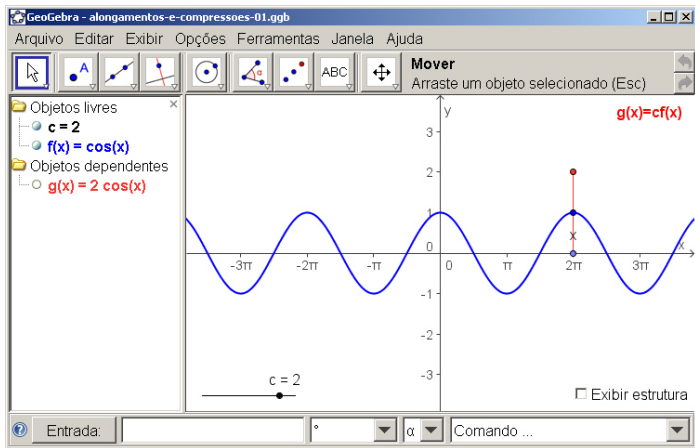 GeoGebra - alongamentos-e-compressoes-01.ggb
Arquivo Editar Exibir Opções Ferramentas Janela Ajuda
A
α
ABC
Mover
Arraste um objeto selecionado (Esc)
Objetos livres
c = 2
f(x) = cos(x)
Objetos dependentes
g(x) = 2 cos(x)
y
g(x)=cf(x)
3
2
1
0
x
x
-3π -2π -π 0 π 2π 3π
-1
-2
-3
c = 2
Exibir estrutura
Entrada:
°
α
Comando ...